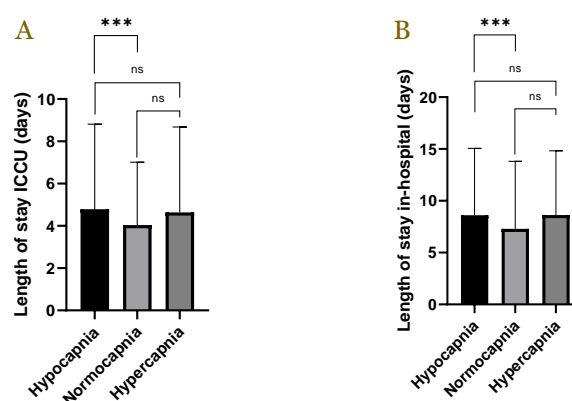 A
***
ns
ns
Length of stay ICCU (days)
10
8
6
4
2
0
Hypocapnia
Normocapnia
Hypercapnia
B
***
ns
ns
Length of stay in-hospital (days)
20
15
10
5
0
Hypocapnia
Normocapnia
Hypercapnia